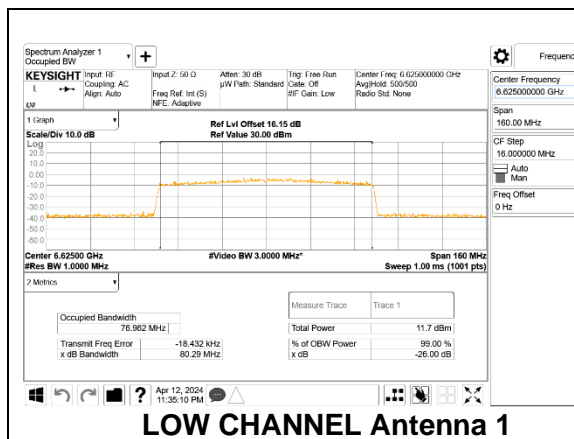 Spectrum Analyzer 1
Occupied BW
+
Frequenc
KEYSIGHT
Input: RF
Coupling: AC
Align: Auto
Input Z: 50 Ω
Freq Ref: Int (S)
NFE: Adaptive
Atten: 30 dB
µW Path: Standard
Trig: Free Run
Gate: Off
#IF Gain: Low
Center Freq: 6.625000000 GHz
Avg|Hold: 500/500
Radio Std: None
Center Frequency
6.625000000 GHz
Span
160.00 MHz
CF Step
16.000000 MHz
Auto
Man
Freq Offset
0 Hz
1 Graph
Scale/Div 10.0 dB
Ref Lvl Offset 16.15 dB
Ref Value 30.00 dBm
Log
20.0
10.0
0.00
-10.0
-20.0
-30.0
-40.0
-50.0
-60.0
Center 6.62500 GHz
#Res BW 1.0000 MHz
#Video BW 3.0000 MHz*
Span 160 MHz
Sweep 1.00 ms (1001 pts)
2 Metrics
Measure Trace Trace 1
Occupied Bandwidth
76.962 MHz
Total Power 11.7 dBm
Transmit Freq Error -18.432 kHz
% of OBW Power 99.00 %
x dB Bandwidth 80.29 MHz
x dB -26.00 dB
?
Apr 12, 2024
11:35:10 PM
LOW CHANNEL Antenna 1